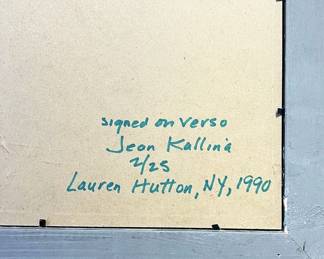 signed on verso
Jeon Kallina
2/25
Lauren Hutton, NY, 1990